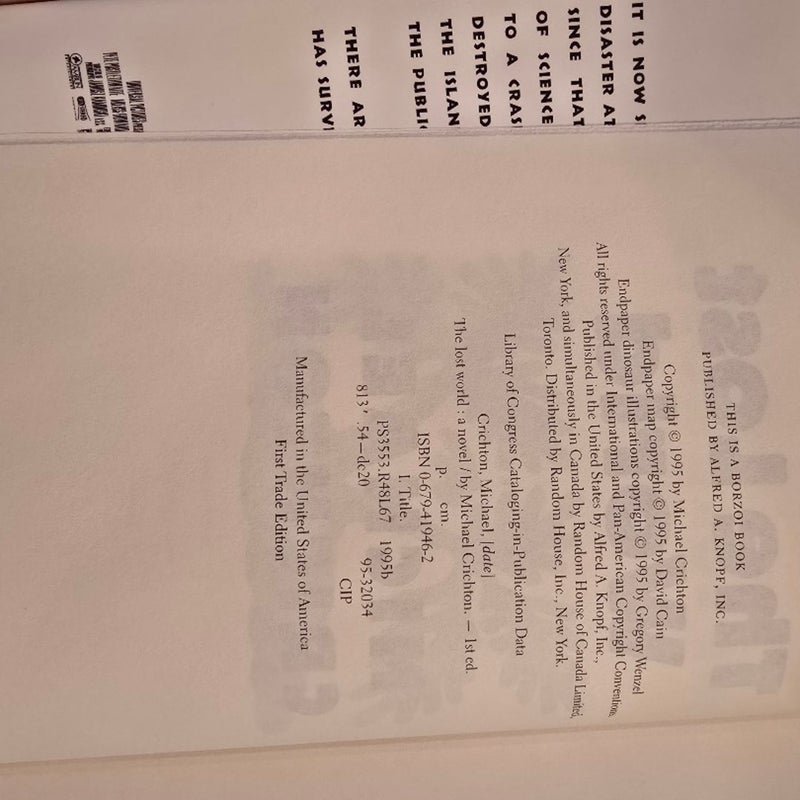 IT IS NOW S
DISASTER AT
SINCE THAT
OF SCIENCE
TO A CRAS
DESTROYED
THE ISLAN
THE PUBLIC
THERE AR
HAS SURVI
THIS IS A BORZOI BOOK
PUBLISHED BY ALFRED A. KNOPF, INC.
Copyright © 1995 by Michael Crichton
Endpaper map copyright © 1995 by David Cain
Endpaper dinosaur illustrations copyright © 1995 by Gregory Wenzel
All rights reserved under International and Pan-American Copyright Conventions.
Published in the United States by Alfred A. Knopf, Inc.,
New York, and simultaneously in Canada by Random House of Canada Limited,
Toronto. Distributed by Random House, Inc., New York.
Library of Congress Cataloging-in-Publication Data
Crichton, Michael, [date]
The lost world : a novel / by Michael Crichton. — 1st ed.
p. cm.
ISBN 0-679-41946-2
I. Title.
PS3553.R48L67 1995b
813'.54—dc20 95-32034
CIP
Manufactured in the United States of America
First Trade Edition